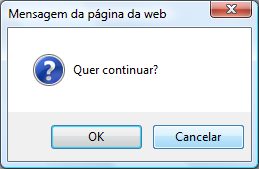 Mensagem da página da web
Quer continuar?
OK
Cancelar